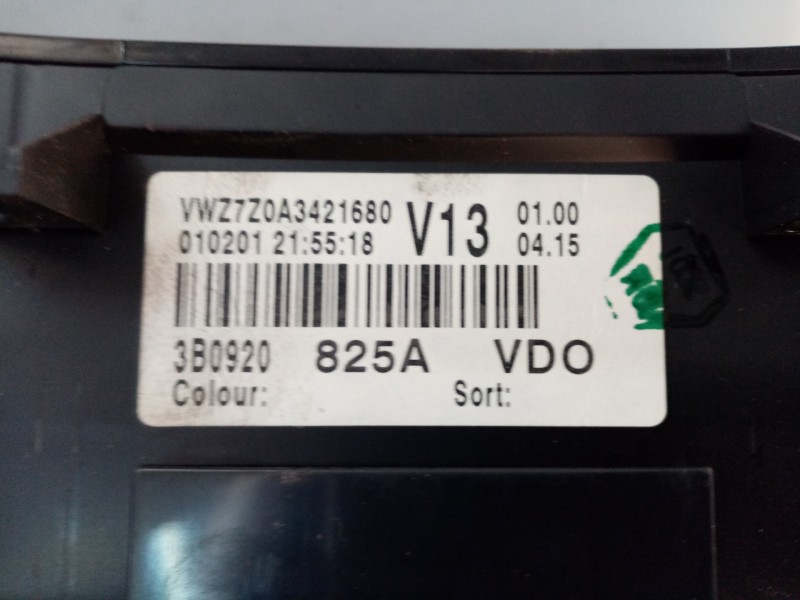 VWZ7Z0A3421680 V13 01.00
010201 21:55:18 04.15
3B0920 825A VDO
Colour: Sort: